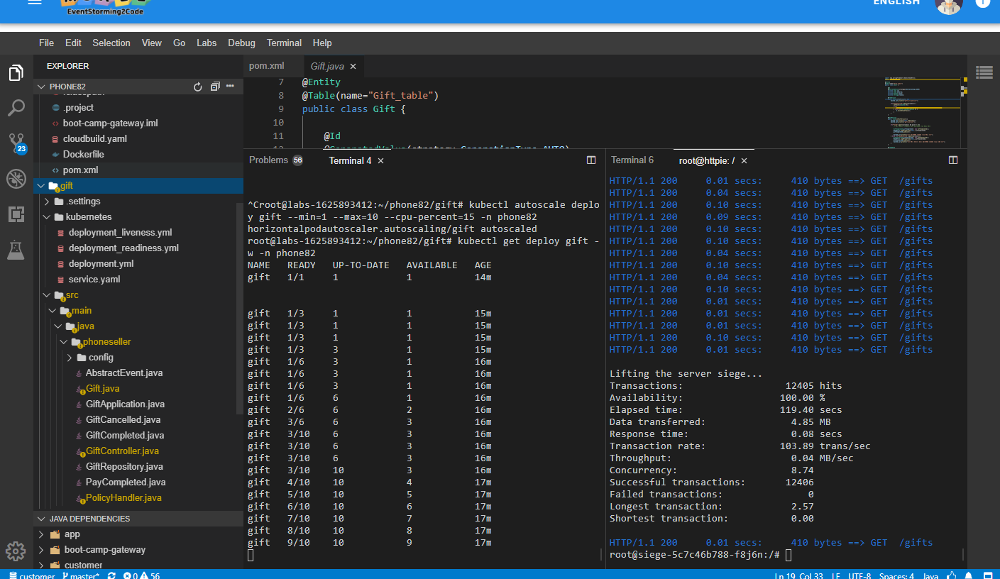 EventStorming2Code
ENGLISH
File Edit Selection View Go Labs Debug Terminal Help
EXPLORER
PHONE82
.project
boot-camp-gateway.iml
cloudbuild.yaml
Dockerfile
pom.xml
gift
.settings
kubernetes
deployment_liveness.yml
deployment_readiness.yml
deployment.yml
service.yaml
src
main
java
phoneseller
config
AbstractEvent.java
Gift.java
GiftApplication.java
GiftCancelled.java
GiftCompleted.java
GiftController.java
GiftRepository.java
PayCompleted.java
PolicyHandler.java
JAVA DEPENDENCIES
app
boot-camp-gateway
customer
23
pom.xml Gift.java ×
7 @Entity
8 @Table(name="Gift_table")
9 public class Gift {
10
11 @Id
12 @GeneratedValue(strategy=GenerationType.AUTO)
Problems 56 Terminal 4 ×
^Croot@labs-1625893412:~/phone82/gift# kubectl autoscale deplo
y gift --min=1 --max=10 --cpu-percent=15 -n phone82
horizontalpodautoscaler.autoscaling/gift autoscaled
root@labs-1625893412:~/phone82/gift# kubectl get deploy gift -
w -n phone82
NAME READY UP-TO-DATE AVAILABLE AGE
gift 1/1 1 1 14m
gift 1/3 1 1 15m
gift 1/3 1 1 15m
gift 1/3 1 1 15m
gift 1/3 3 1 15m
gift 1/6 3 1 16m
gift 1/6 3 1 16m
gift 1/6 3 1 16m
gift 1/6 6 1 16m
gift 2/6 6 2 16m
gift 3/6 6 3 16m
gift 3/10 6 3 16m
gift 3/10 6 3 16m
gift 3/10 6 3 16m
gift 3/10 10 3 16m
gift 4/10 10 4 17m
gift 5/10 10 5 17m
gift 6/10 10 6 17m
gift 7/10 10 7 17m
gift 8/10 10 8 17m
gift 9/10 10 9 17m
Terminal 6 root@httpie: / ×
HTTP/1.1 200 0.01 secs: 410 bytes ==> GET /gifts
HTTP/1.1 200 0.04 secs: 410 bytes ==> GET /gifts
HTTP/1.1 200 0.10 secs: 410 bytes ==> GET /gifts
HTTP/1.1 200 0.09 secs: 410 bytes ==> GET /gifts
HTTP/1.1 200 0.10 secs: 410 bytes ==> GET /gifts
HTTP/1.1 200 0.10 secs: 410 bytes ==> GET /gifts
HTTP/1.1 200 0.04 secs: 410 bytes ==> GET /gifts
HTTP/1.1 200 0.10 secs: 410 bytes ==> GET /gifts
HTTP/1.1 200 0.04 secs: 410 bytes ==> GET /gifts
HTTP/1.1 200 0.10 secs: 410 bytes ==> GET /gifts
HTTP/1.1 200 0.01 secs: 410 bytes ==> GET /gifts
HTTP/1.1 200 0.01 secs: 410 bytes ==> GET /gifts
HTTP/1.1 200 0.01 secs: 410 bytes ==> GET /gifts
HTTP/1.1 200 0.10 secs: 410 bytes ==> GET /gifts
HTTP/1.1 200 0.01 secs: 410 bytes ==> GET /gifts
Lifting the server siege...
Transactions: 12405 hits
Availability: 100.00 %
Elapsed time: 119.40 secs
Data transferred: 4.85 MB
Response time: 0.08 secs
Transaction rate: 103.89 trans/sec
Throughput: 0.04 MB/sec
Concurrency: 8.74
Successful transactions: 12406
Failed transactions: 0
Longest transaction: 2.57
Shortest transaction: 0.00
HTTP/1.1 200 0.01 secs: 410 bytes ==> GET /gifts
root@siege-5c7c46b788-f8j6n:/#
customer master* 0 56 Ln 19, Col 33 LF UTF-8 Spaces: 4 Java